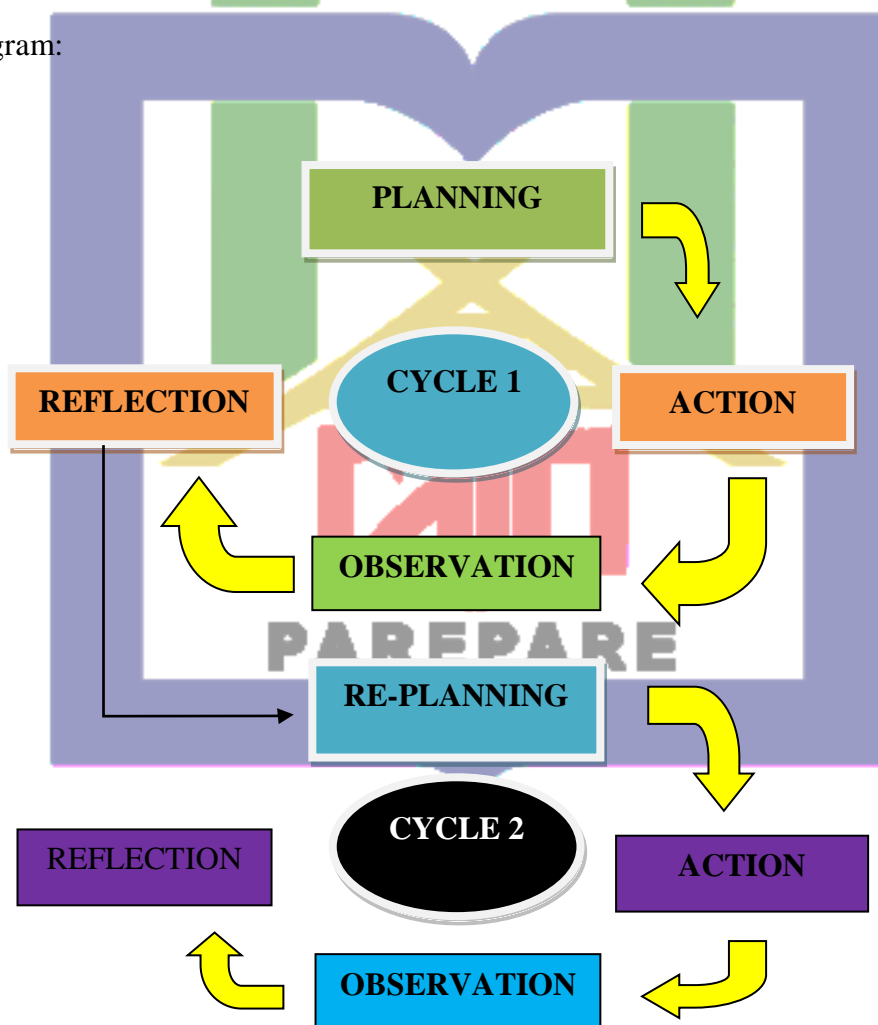 gram:
PLANNING
REFLECTION
CYCLE 1
ACTION
OBSERVATION
PAREPARE
RE-PLANNING
CYCLE 2
REFLECTION
ACTION
OBSERVATION